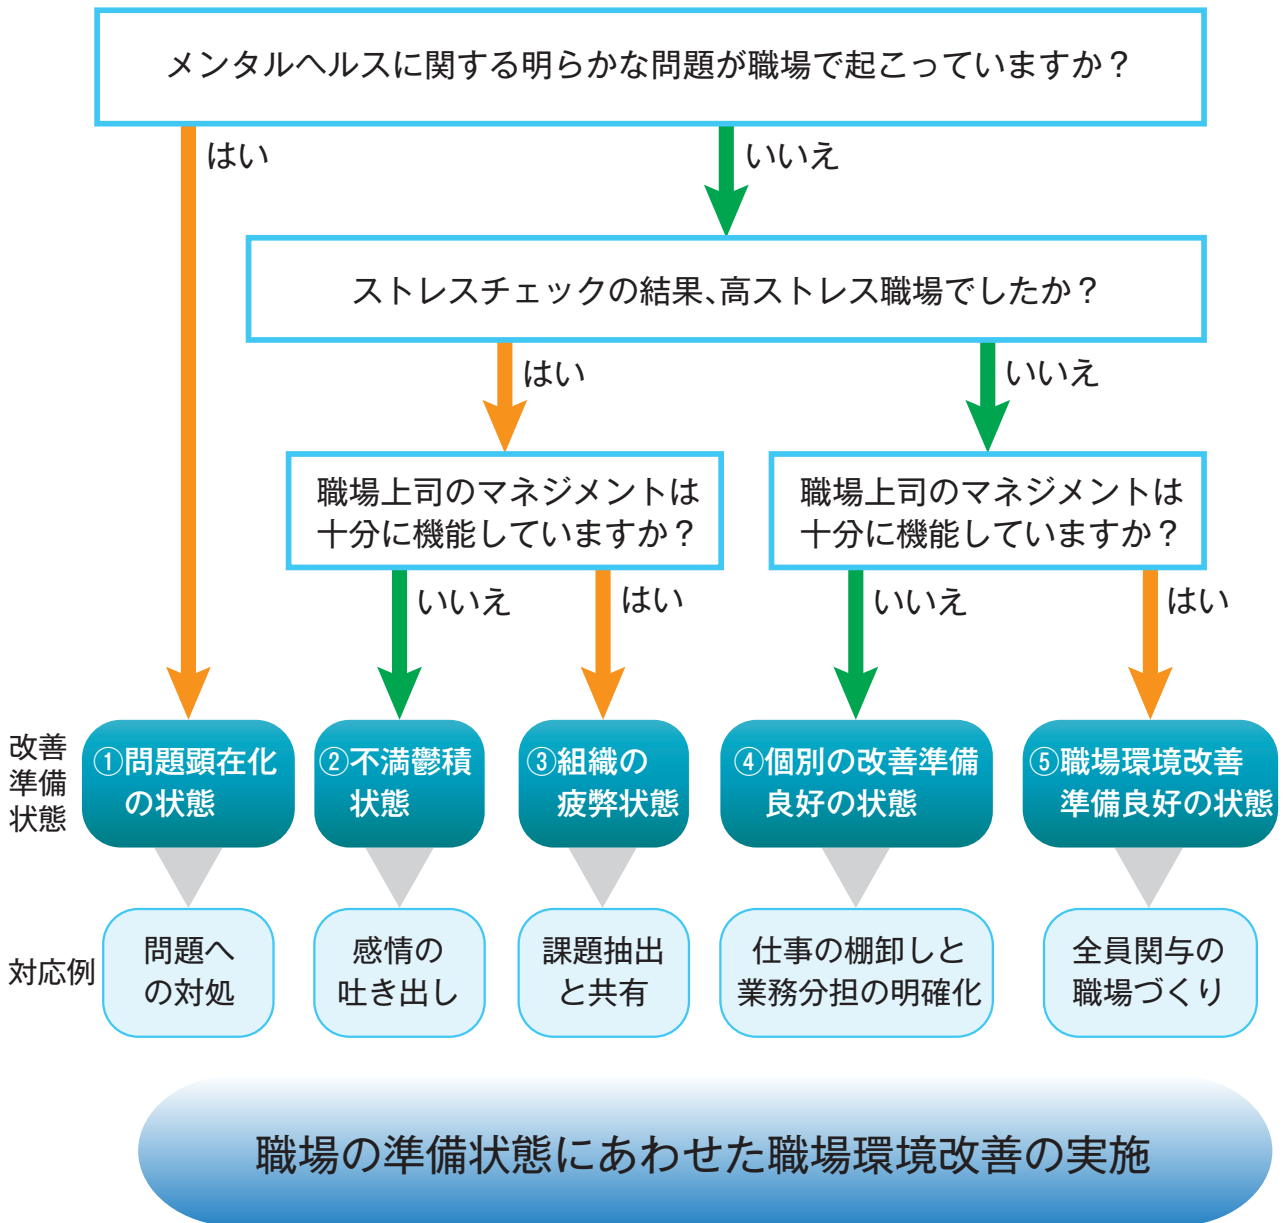 メンタルヘルスに関する明らかな問題が職場で起こっていますか？
はい
いいえ
ストレスチェックの結果、高ストレス職場でしたか？
はい
いいえ
職場上司のマネジメントは
十分に機能していますか？
職場上司のマネジメントは
十分に機能していますか？
いいえ
はい
いいえ
はい
改善
準備
状態
①問題顕在化
の状態
②不満鬱積
状態
③組織の
疲弊状態
④個別の改善準備
良好の状態
⑤職場環境改善
準備良好の状態
対応例
問題へ
の対処
感情の
吐き出し
課題抽出
と共有
仕事の棚卸しと
業務分担の明確化
全員関与の
職場づくり
職場の準備状態にあわせた職場環境改善の実施